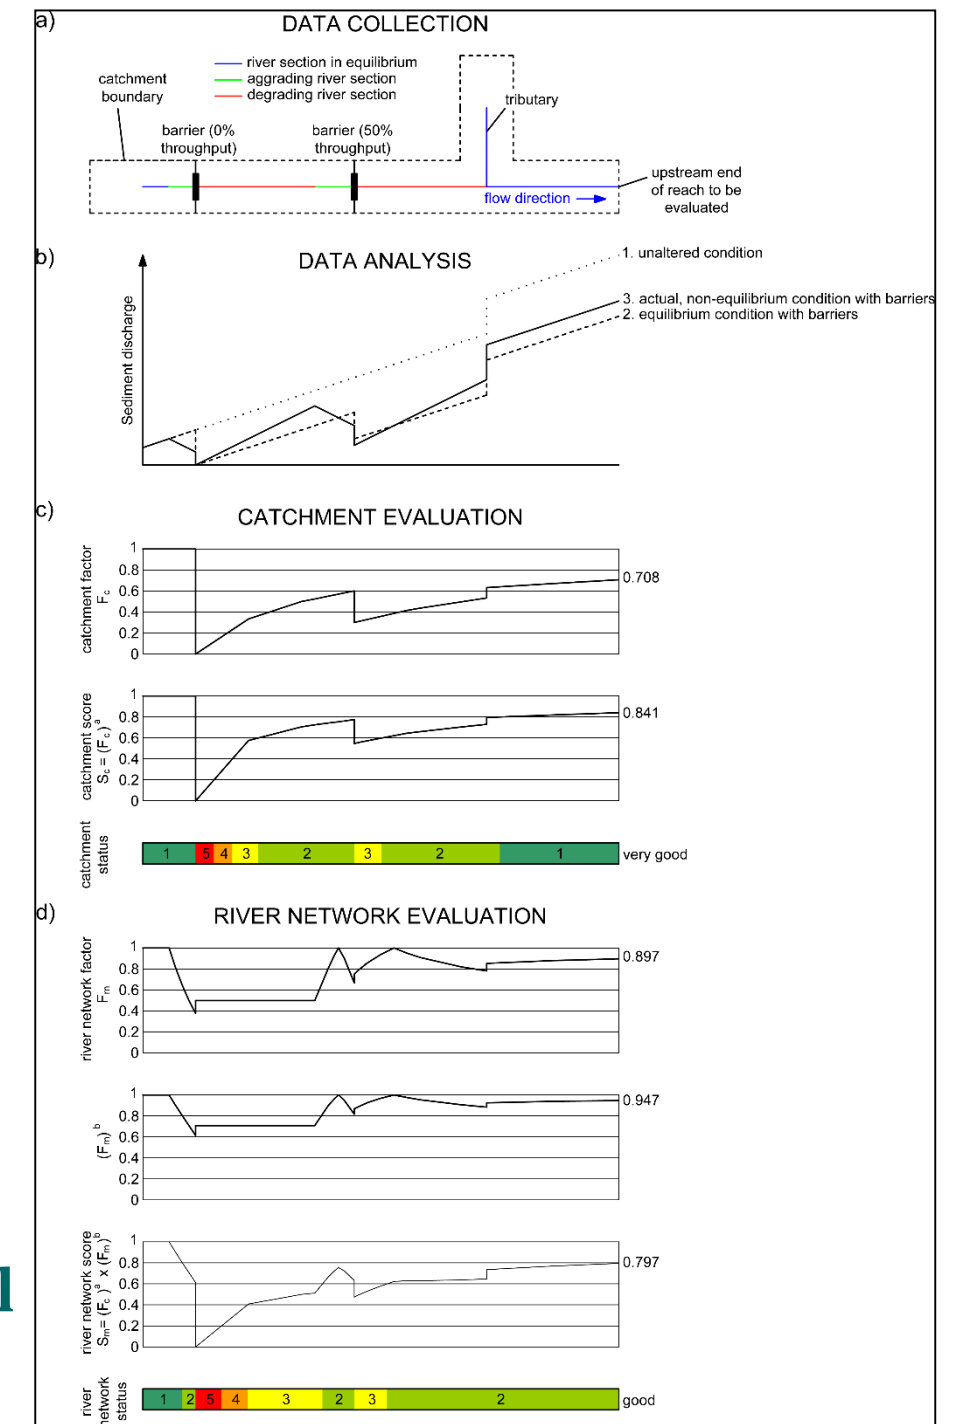 a)
DATA COLLECTION
river section in equilibrium
aggrading river section
degrading river section
catchment
boundary
tributary
barrier (0%
throughput)
barrier (50%
throughput)
upstream end
of reach to be
evaluated
flow direction
b)
DATA ANALYSIS
1. unaltered condition
3. actual, non-equilibrium condition with barriers
2. equilibrium condition with barriers
Sediment discharge
c)
CATCHMENT EVALUATION
catchment factor
Fc
1
0.8
0.6
0.4
0.2
0
0.708
catchment score
Sc = (Fc)a
1
0.8
0.6
0.4
0.2
0
0.841
catchment
status
1 5 4 3 2 3 2 1
very good
d)
RIVER NETWORK EVALUATION
river network factor
Fm
1
0.8
0.6
0.4
0.2
0
0.897
(Fm)b
1
0.8
0.6
0.4
0.2
0
0.947
river network score
Sm = (Fc)a x (Fm)b
1
0.8
0.6
0.4
0.2
0
0.797
river
network
status
1 2 5 4 3 2 3 2
good
l